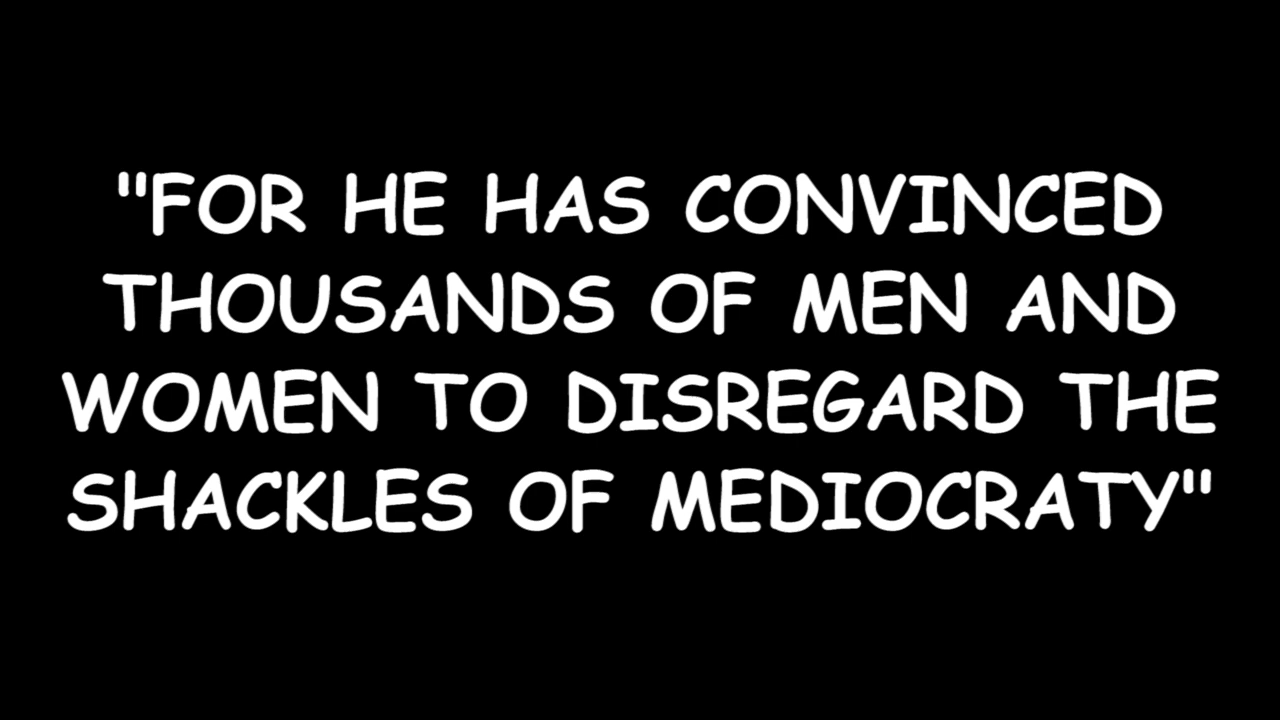 "FOR HE HAS CONVINCED
THOUSANDS OF MEN AND
WOMEN TO DISREGARD THE
SHACKLES OF MEDIOCRATY"